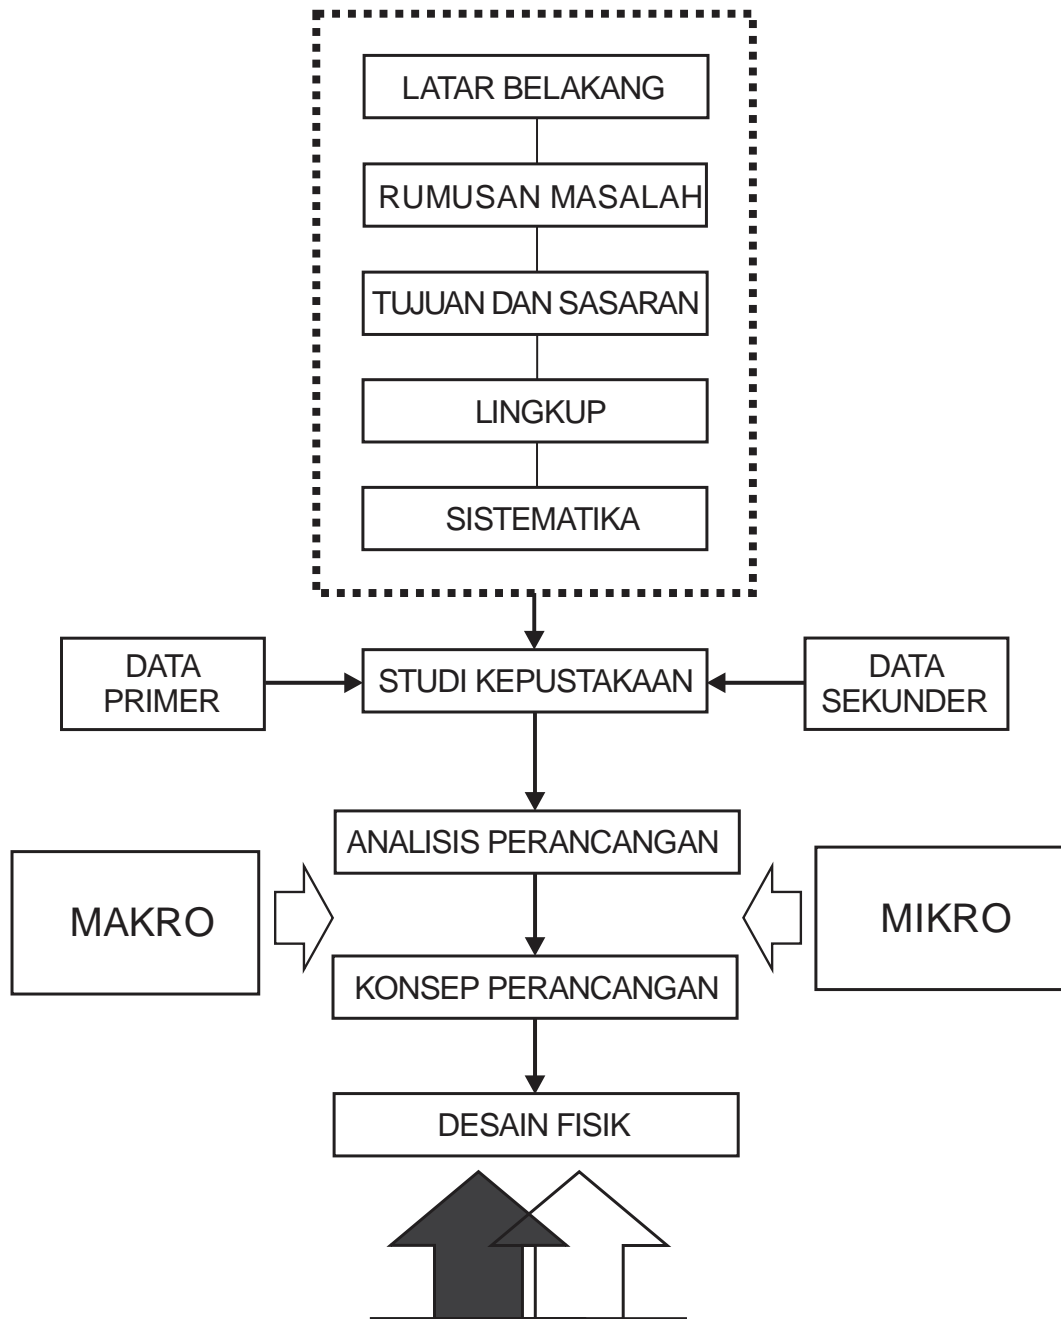 LATAR BELAKANG
RUMUSAN MASALAH
TUJUAN DAN SASARAN
LINGKUP
SISTEMATIKA
DATA
PRIMER
STUDI KEPUSTAKAAN
DATA
SEKUNDER
ANALISIS PERANCANGAN
MAKRO
MIKRO
KONSEP PERANCANGAN
DESAIN FISIK